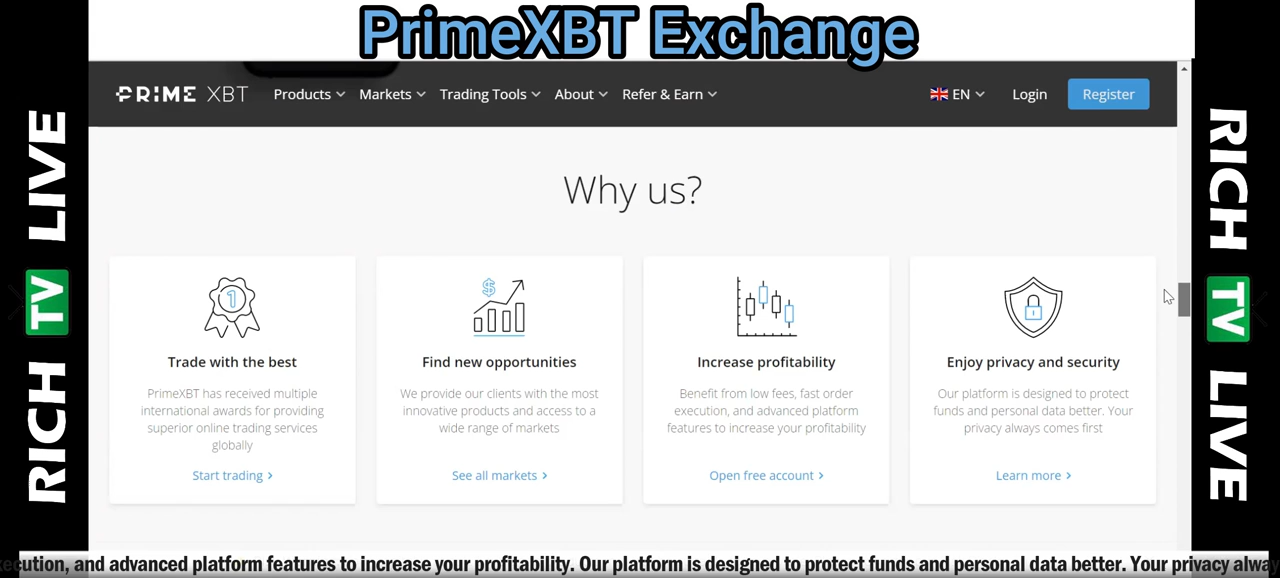 PrimeXBT Exchange
PRIME XBT
Products
Markets
Trading Tools
About
Refer & Earn
EN
Login
Register
Why us?
1
Trade with the best
PrimeXBT has received multiple
international awards for providing
superior online trading services
globally
Start trading >
$
Find new opportunities
We provide our clients with the most
innovative products and access to a
wide range of markets
See all markets >
Increase profitability
Benefit from low fees, fast order
execution, and advanced platform
features to increase your profitability
Open free account >
Enjoy privacy and security
Our platform is designed to protect
funds and personal data better. Your
privacy always comes first
Learn more >
RICH TV LIVE
RICH TV LIVE
and advanced platform features to increase your profitability. Our platform is designed to protect funds and personal data better. Your privacy